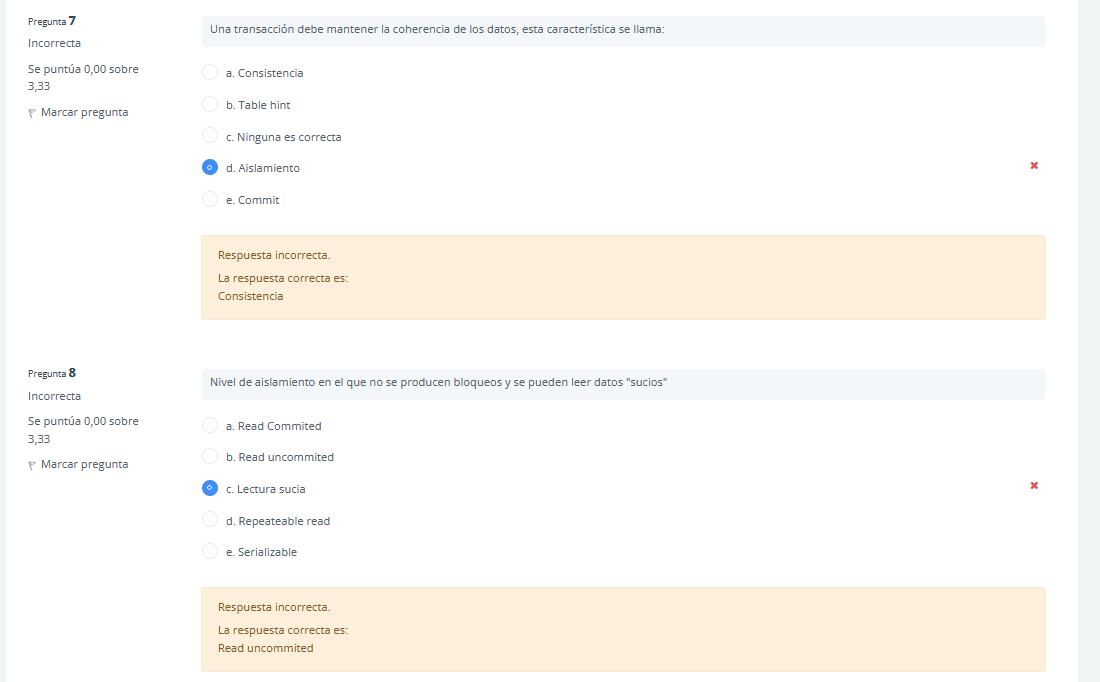 Pregunta 7
Incorrecta
Se puntúa 0,00 sobre
3,33
Marcar pregunta
Una transacción debe mantener la coherencia de los datos, esta característica se llama:
a. Consistencia
b. Table hint
c. Ninguna es correcta
d. Aislamiento
e. Commit
Respuesta incorrecta.
La respuesta correcta es:
Consistencia
Pregunta 8
Incorrecta
Se puntúa 0,00 sobre
3,33
Marcar pregunta
Nivel de aislamiento en el que no se producen bloqueos y se pueden leer datos "sucios"
a. Read Commited
b. Read uncommited
c. Lectura sucia
d. Repeateable read
e. Serializable
Respuesta incorrecta.
La respuesta correcta es:
Read uncommited